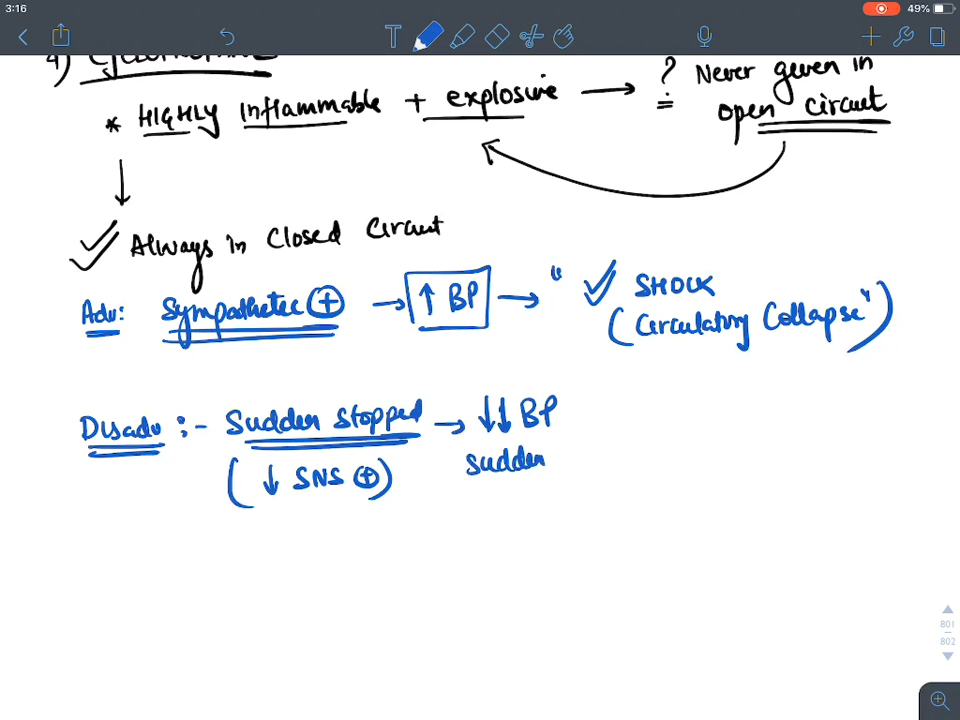 3:16
49%
4)
* HIGHLY Inflammable + explosive → ? Never given in
open circuit
↓
Always in Closed Circuit
Adv: Sympathetic ⊕ → ↑ BP → " SHOCK
(Circulatory Collapse")
Disadv :- Sudden stopped → ↓↓ BP
(↓ SNS ⊕) sudden
801
802